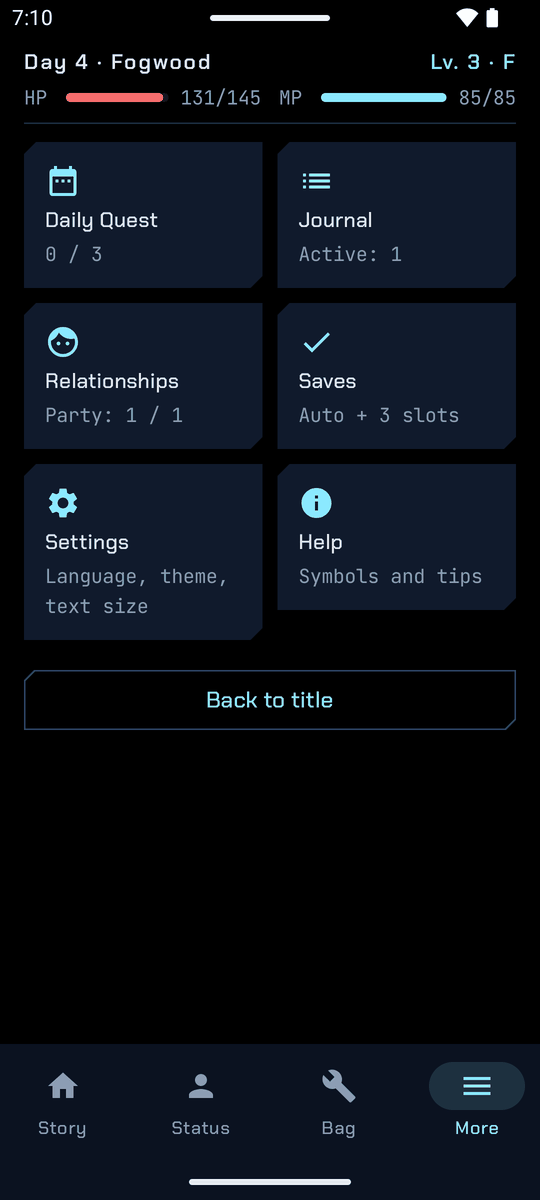 7:10
Day 4 · Fogwood
Lv. 3 · F
HP 131/145 MP 85/85
Daily Quest
0 / 3
Journal
Active: 1
Relationships
Party: 1 / 1
Saves
Auto + 3 slots
Settings
Language, theme,
text size
Help
Symbols and tips
Back to title
Story
Status
Bag
More